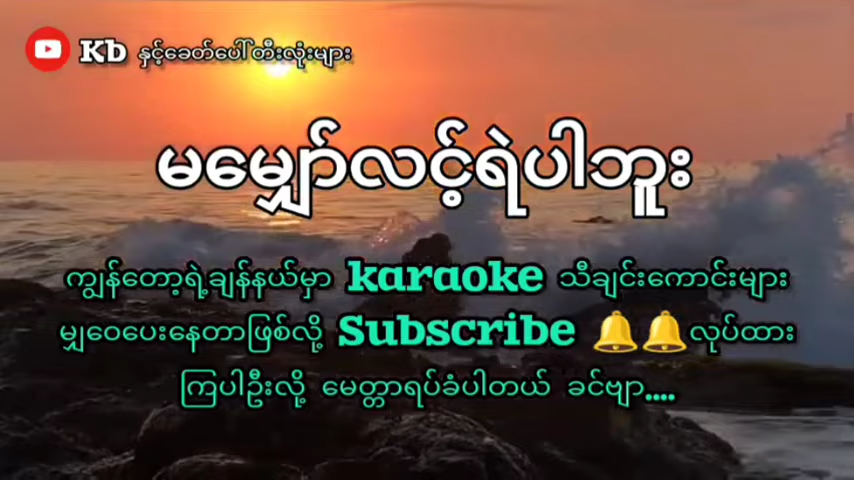 Kb နှင့်ခေတ်ပေါ်တီးလုံးများ
မမျှော်လင့်ရဲပါဘူး
ကျွန်တော့ရဲ့ချန်နယ်မှာ karaoke သီချင်းကောင်းများ
မျှဝေပေးနေတာဖြစ်လို့ Subscribe 🔔🔔လုပ်ထား
ကြပါဦးလို့ မေတ္တာရပ်ခံပါတယ် ခင်ဗျာ....